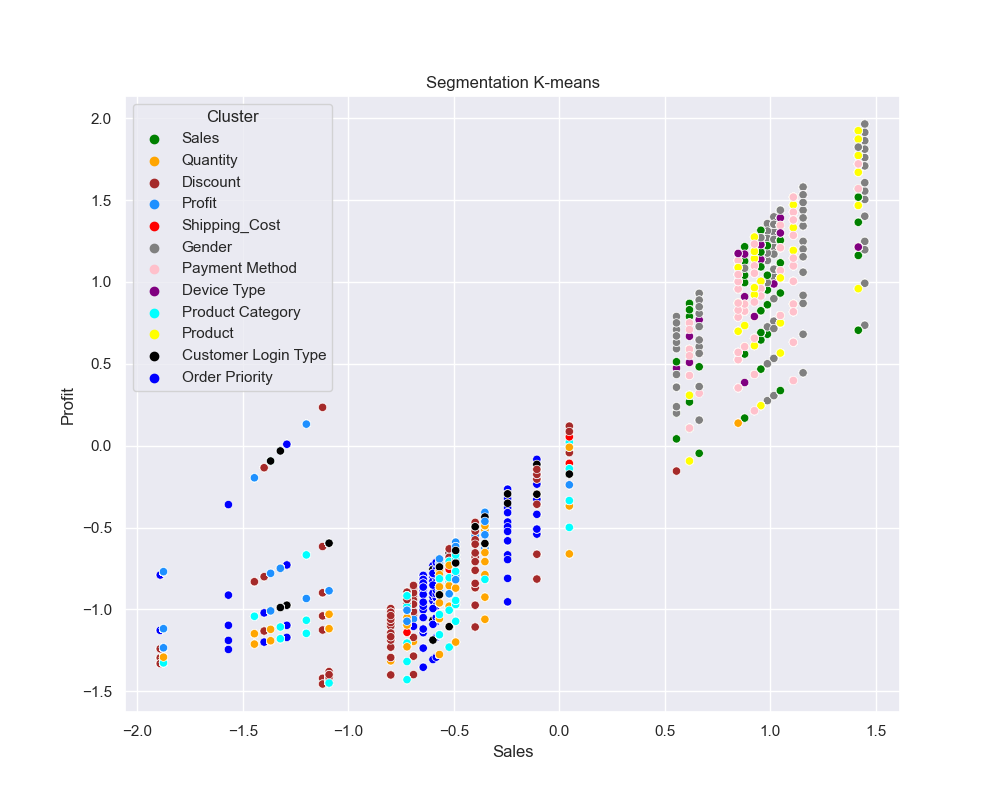 Segmentation K-means
Cluster
Sales
Quantity
Discount
Profit
Shipping_Cost
Gender
Payment Method
Device Type
Product Category
Product
Customer Login Type
Order Priority
Profit
2.0
1.5
1.0
0.5
0.0
−0.5
−1.0
−1.5
−2.0 −1.5 −1.0 −0.5 0.0 0.5 1.0 1.5
Sales